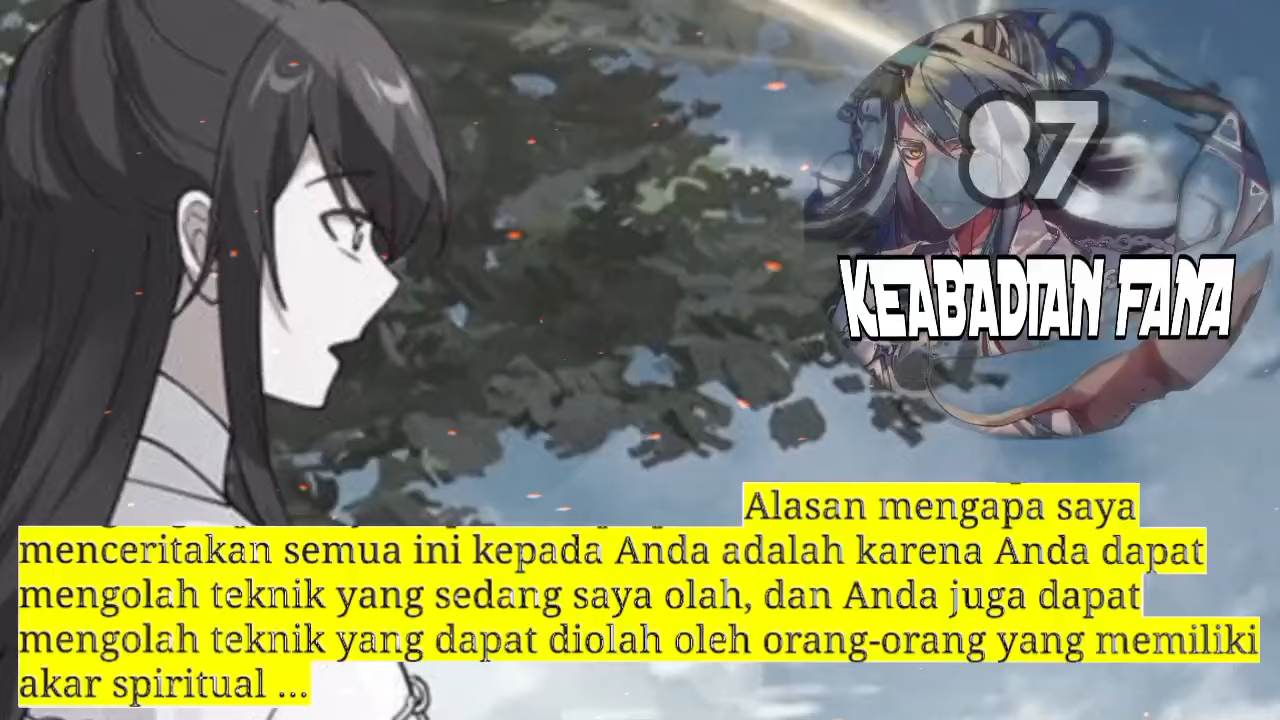 87
KEABADIAN FANA
Alasan mengapa saya
menceritakan semua ini kepada Anda adalah karena Anda dapat
mengolah teknik yang sedang saya olah, dan Anda juga dapat
mengolah teknik yang dapat diolah oleh orang-orang yang memiliki
akar spiritual ...